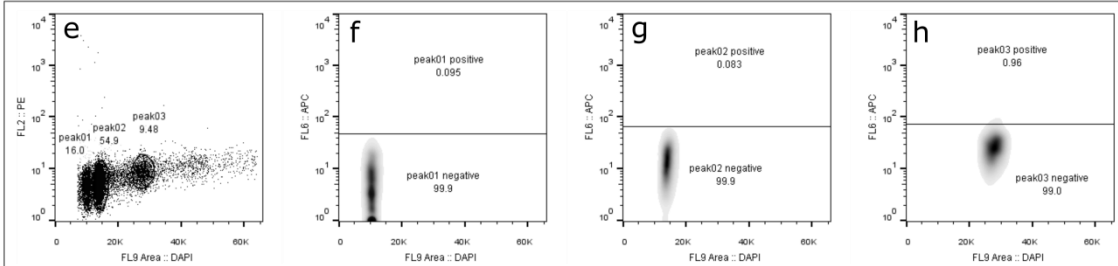 e
10^4
10^3
10^2
10^1
10^0
FL2 :: PE
peak03
9.48
peak02
54.9
peak01
16.0
0 20K 40K 60K
FL9 Area :: DAPI
f
10^4
10^3
10^2
10^1
10^0
FL6 :: APC
peak01 positive
0.095
peak01 negative
99.9
0 20K 40K 60K
FL9 Area :: DAPI
g
10^4
10^3
10^2
10^1
10^0
FL6 :: APC
peak02 positive
0.083
peak02 negative
99.9
0 20K 40K 60K
FL9 Area :: DAPI
h
10^4
10^3
10^2
10^1
10^0
FL6 :: APC
peak03 positive
0.96
peak03 negative
99.0
0 20K 40K 60K
FL9 Area :: DAPI